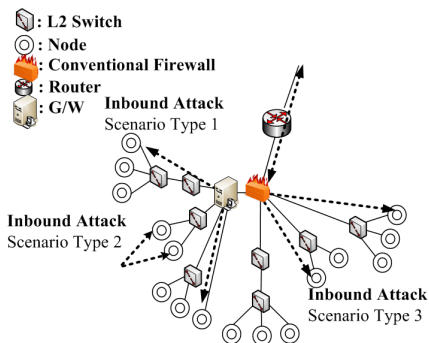 : L2 Switch
: Node
: Conventional Firewall
: Router
: G/W
Inbound Attack
Scenario Type 1
Inbound Attack
Scenario Type 2
Inbound Attack
Scenario Type 3